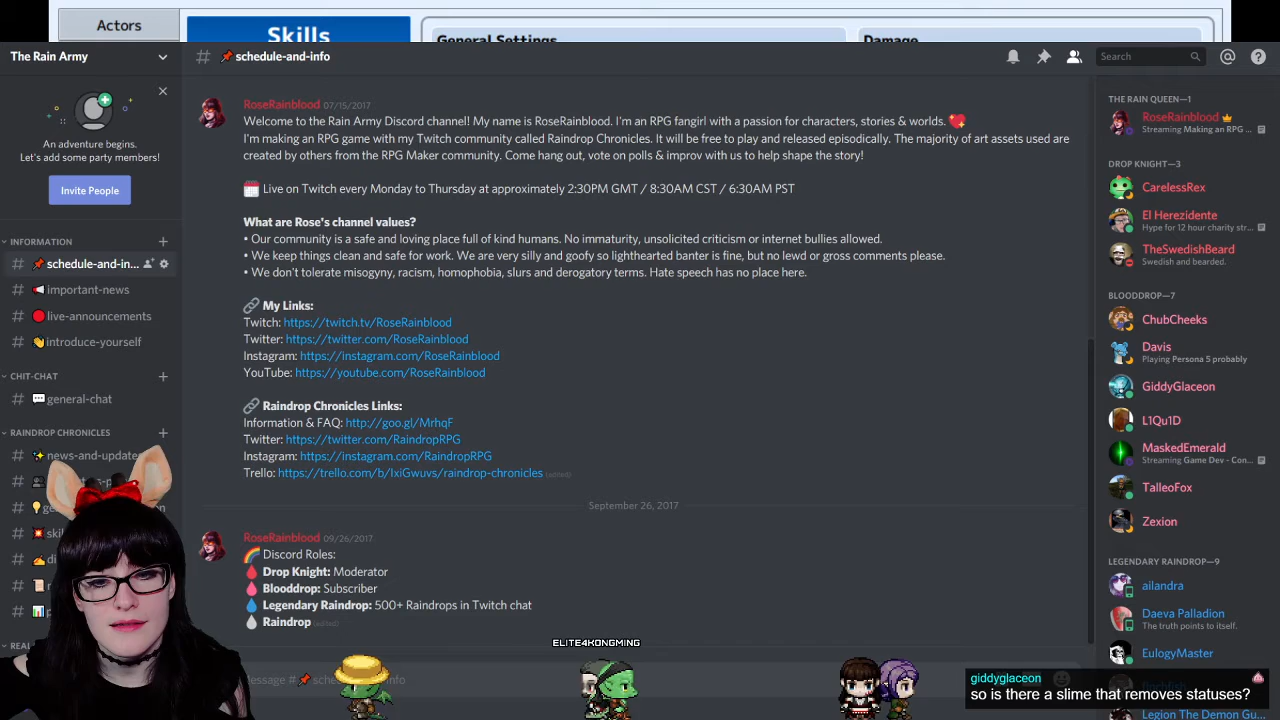 Actors
Skills
General Settings
Damage
The Rain Army
# 📌 schedule-and-info
Search
An adventure begins.
Let's add some party members!
Invite People
INFORMATION
# 📌 schedule-and-in...
# 📢 important-news
# 🔴 live-announcements
# 👋 introduce-yourself
CHIT-CHAT
# 💬 general-chat
RAINDROP CHRONICLES
# ✨ news-and-update
RoseRainblood 07/15/2017
Welcome to the Rain Army Discord channel! My name is RoseRainblood. I'm an RPG fangirl with a passion for characters, stories & worlds. 💖
I'm making an RPG game with my Twitch community called Raindrop Chronicles. It will be free to play and released episodically. The majority of art assets used are
created by others from the RPG Maker community. Come hang out, vote on polls & improv with us to help shape the story!
🗓 Live on Twitch every Monday to Thursday at approximately 2:30PM GMT / 8:30AM CST / 6:30AM PST
What are Rose's channel values?
• Our community is a safe and loving place full of kind humans. No immaturity, unsolicited criticism or internet bullies allowed.
• We keep things clean and safe for work. We are very silly and goofy so lighthearted banter is fine, but no lewd or gross comments please.
• We don't tolerate misogyny, racism, homophobia, slurs and derogatory terms. Hate speech has no place here.
🔗 My Links:
Twitch: https://twitch.tv/RoseRainblood
Twitter: https://twitter.com/RoseRainblood
Instagram: https://instagram.com/RoseRainblood
YouTube: https://youtube.com/RoseRainblood
🔗 Raindrop Chronicles Links:
Information & FAQ: http://goo.gl/MrhqF
Twitter: https://twitter.com/RaindropRPG
Instagram: https://instagram.com/RaindropRPG
Trello: https://trello.com/b/IxiGwuvs/raindrop-chronicles (edited)
September 26, 2017
RoseRainblood 09/26/2017
🌈 Discord Roles:
Drop Knight: Moderator
Blooddrop: Subscriber
Legendary Raindrop: 500+ Raindrops in Twitch chat
Raindrop (edited)
ELITE4KONGMING
THE RAIN QUEEN—1
RoseRainblood
Streaming Making an RPG ...
DROP KNIGHT—3
CarelessRex
El Herezidente
Hype for 12 hour charity str...
TheSwedishBeard
Swedish and bearded.
BLOODDROP—7
ChubCheeks
Davis
Playing Persona 5 probably
GiddyGlaceon
L1Qu1D
MaskedEmerald
Streaming Game Dev - Con...
TalleoFox
Zexion
LEGENDARY RAINDROP—9
ailandra
Daeva Palladion
The truth points to itself.
EulogyMaster
giddyglaceon
so is there a slime that removes statuses?
Legion The Demon Gu...